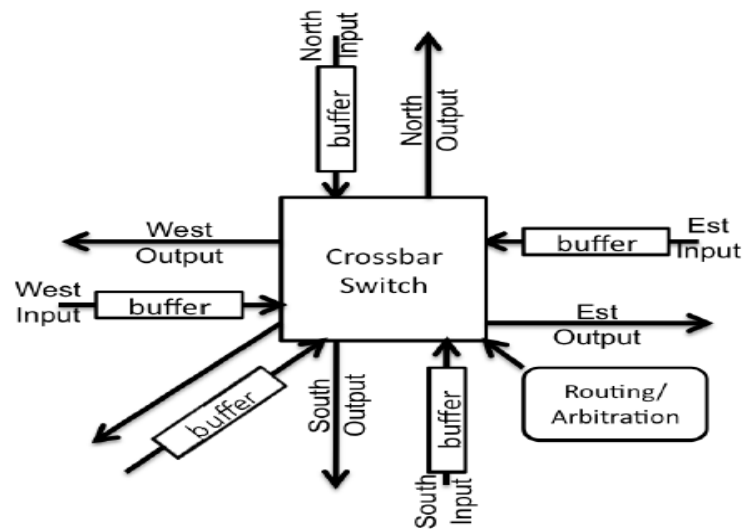 North
Input
buffer
North
Output
West
Output
Crossbar
Switch
buffer
Est
Input
West
Input
buffer
Est
Output
buffer
South
Output
buffer
South
Input
Routing/
Arbitration